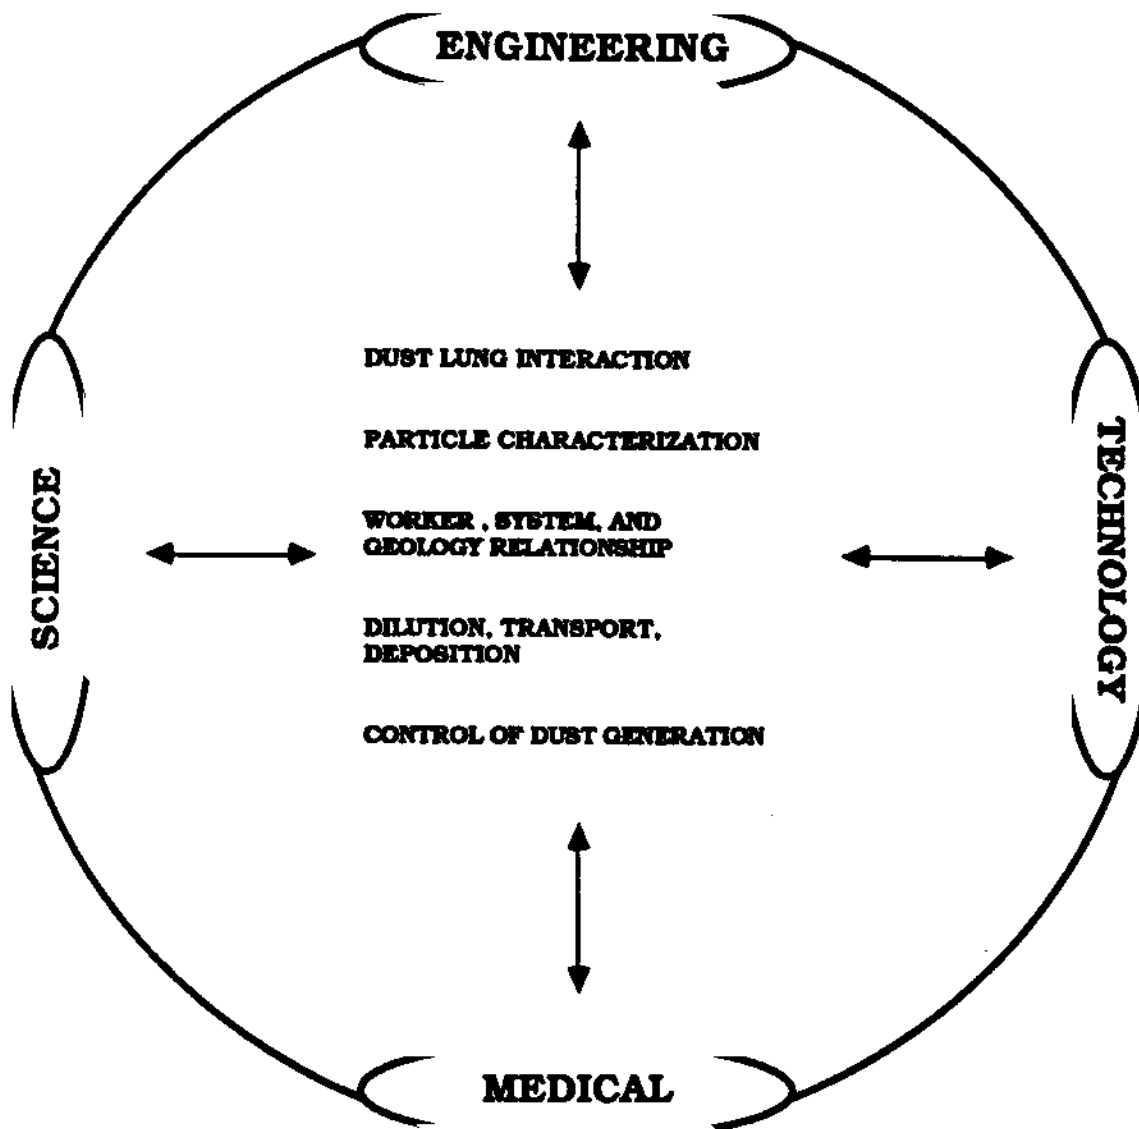 ENGINEERING
DUST LUNG INTERACTION
PARTICLE CHARACTERIZATION
WORKER , SYSTEM, AND
GEOLOGY RELATIONSHIP
DILUTION, TRANSPORT,
DEPOSITION
CONTROL OF DUST GENERATION
SCIENCE
TECHNOLOGY
MEDICAL